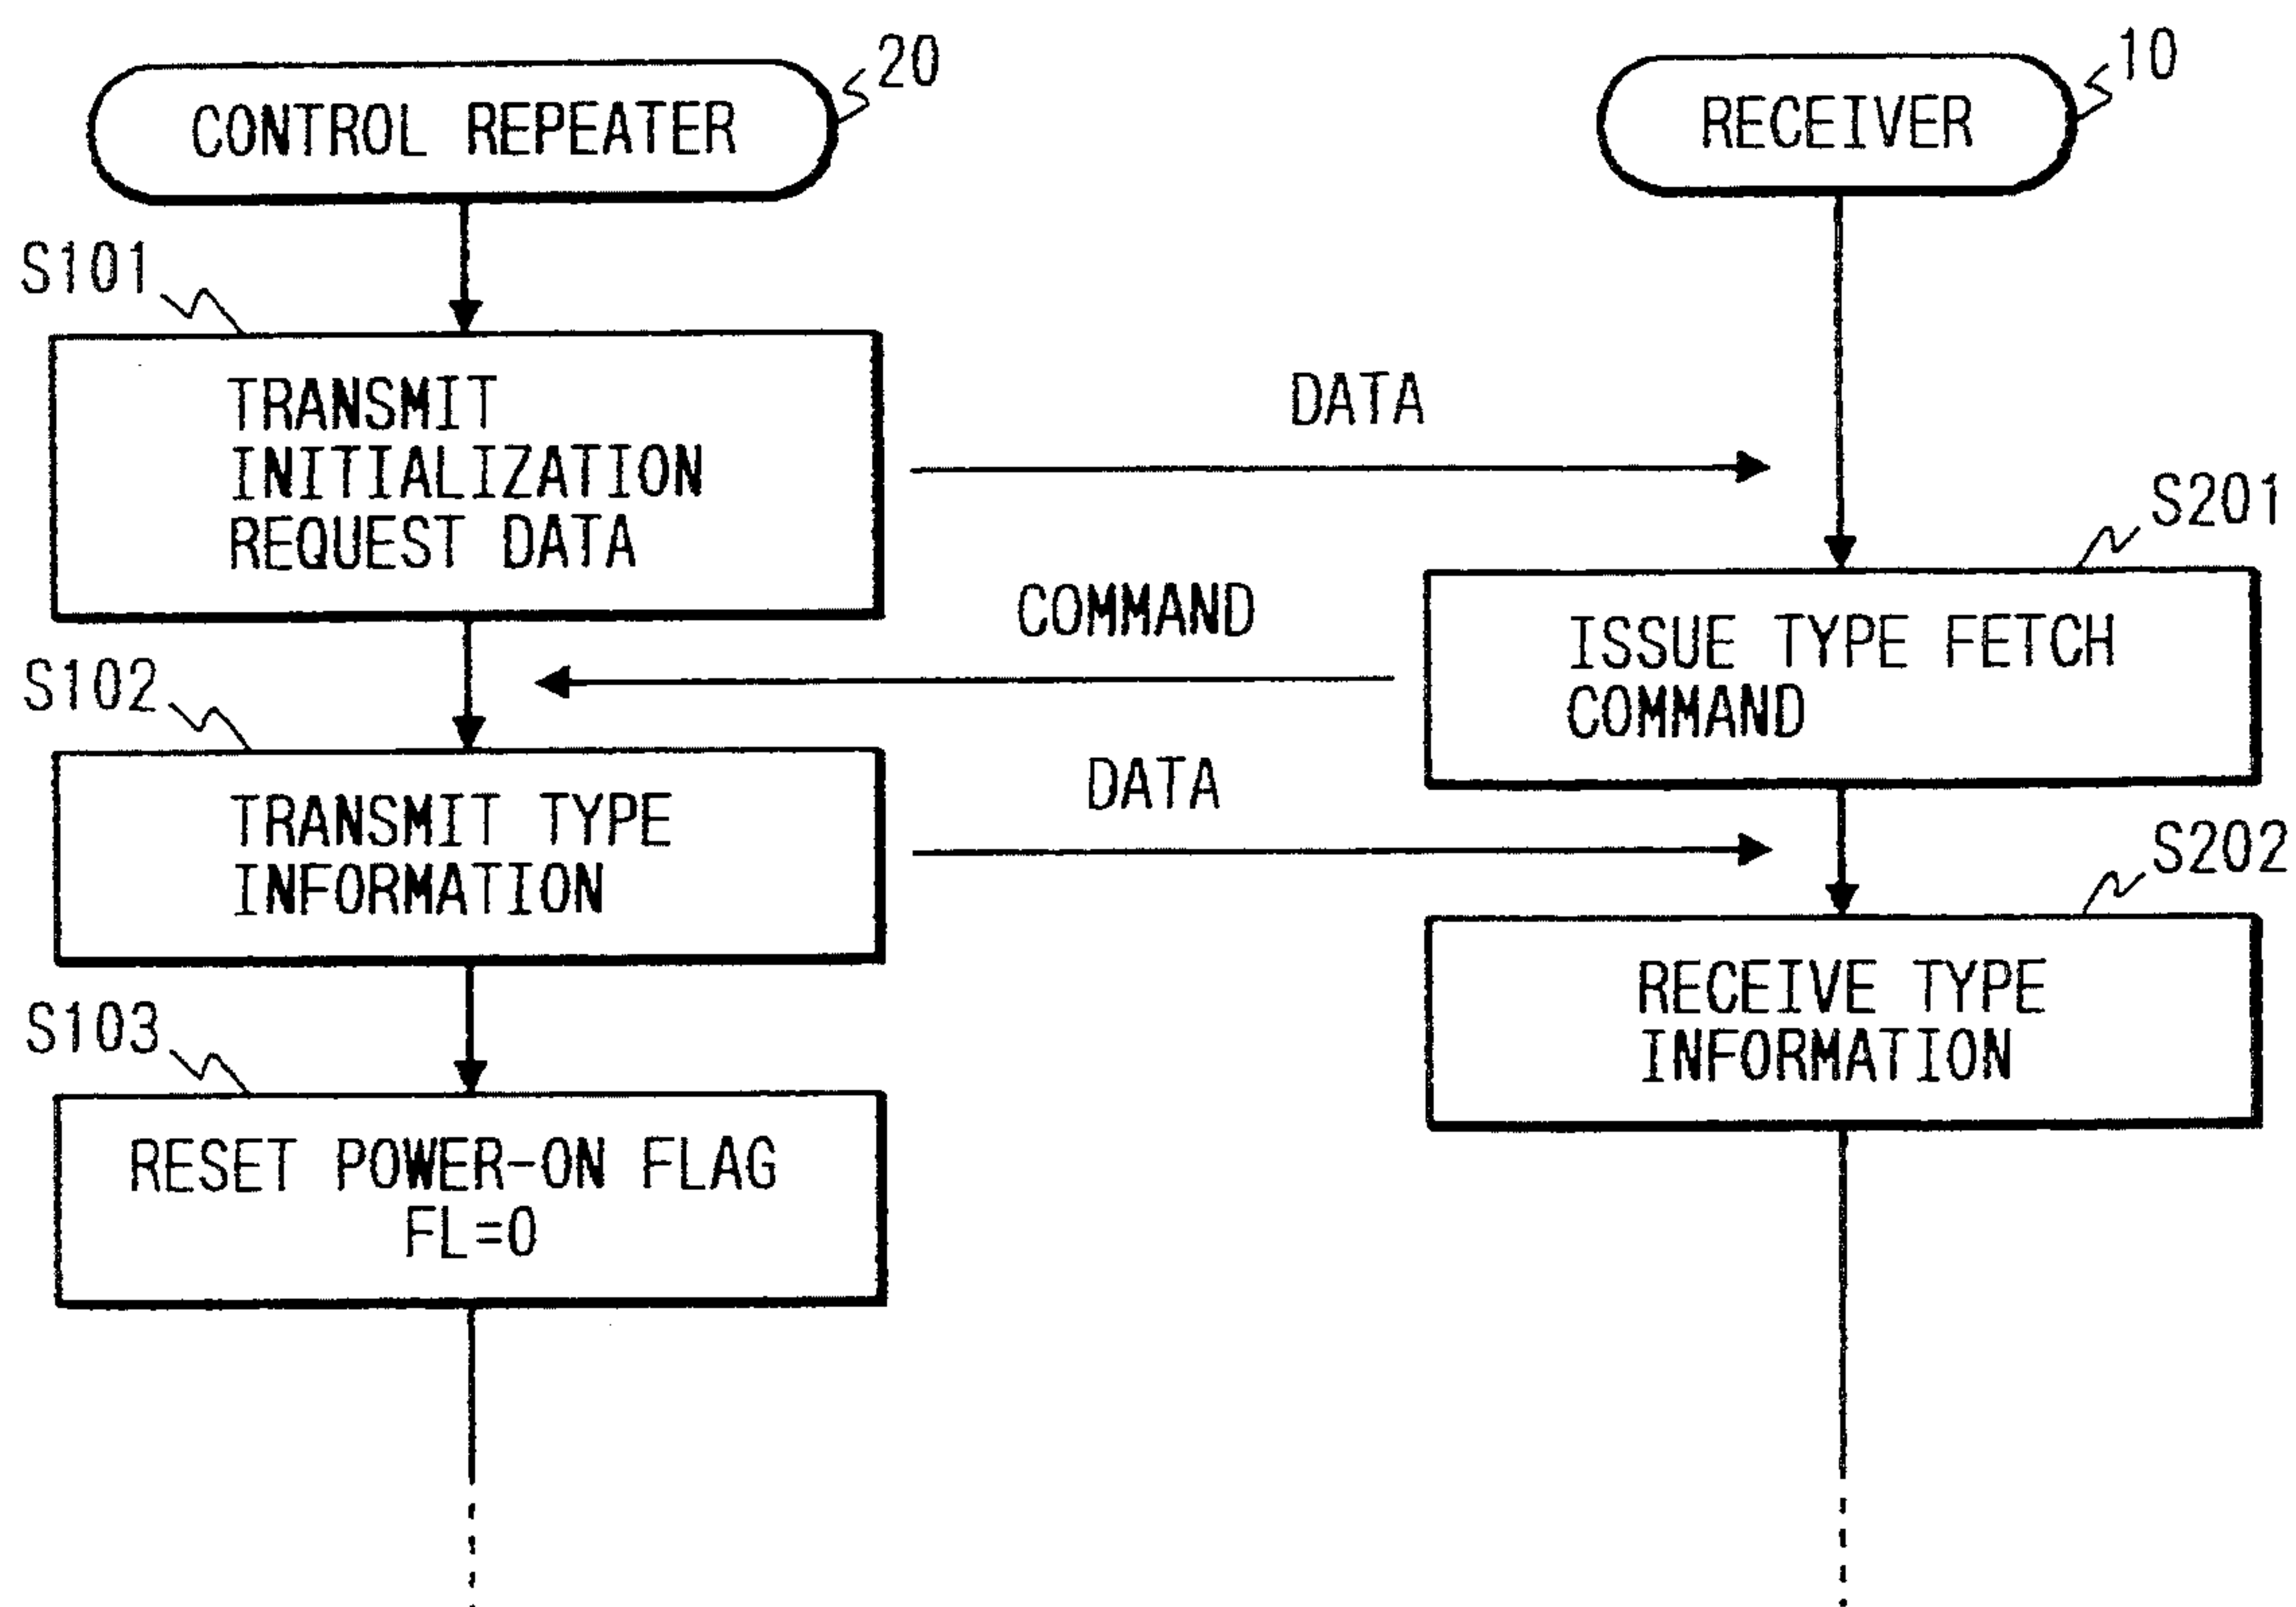 CONTROL REPEATER
20
RECEIVER
10
S101
TRANSMIT
INITIALIZATION
REQUEST DATA
DATA
S201
ISSUE TYPE FETCH
COMMAND
COMMAND
S102
TRANSMIT TYPE
INFORMATION
DATA
S202
RECEIVE TYPE
INFORMATION
S103
RESET POWER-ON FLAG
FL=0